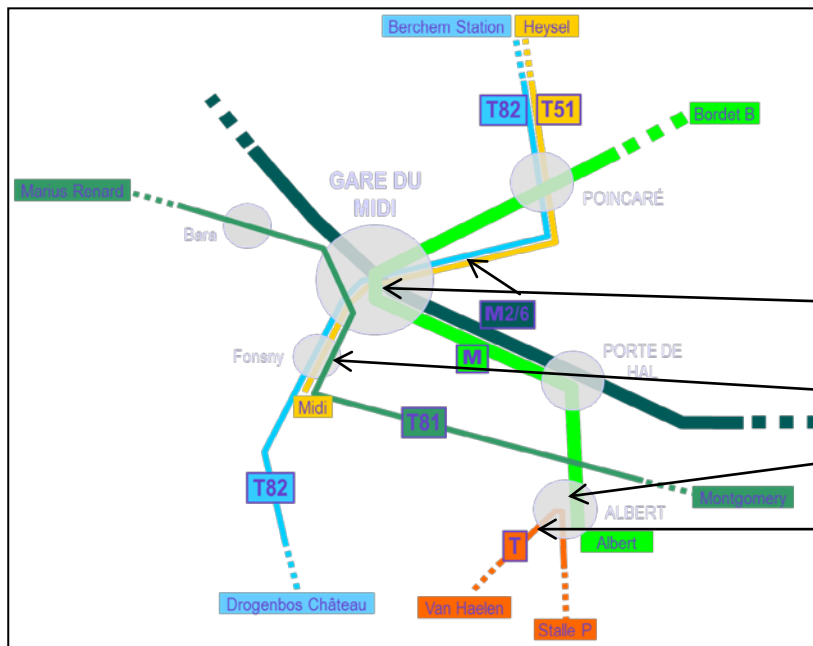 Berchem Station
Heysel
T82
T51
Bordet B
GARE DU
MIDI
POINCARÉ
Marius Renard
Bara
M2/6
M
PORTE DE
HAL
Fonsny
Midi
T81
T82
Montgomery
ALBERT
T
Albert
Van Haelen
Drogenbos Château
Stalle P